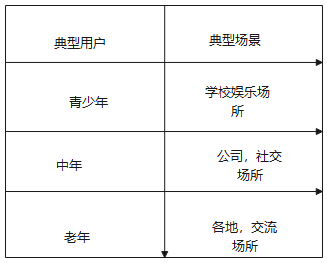 典型用户
典型场景
青少年
学校娱乐场
所
中年
公司，社交
场所
老年
各地，交流
场所